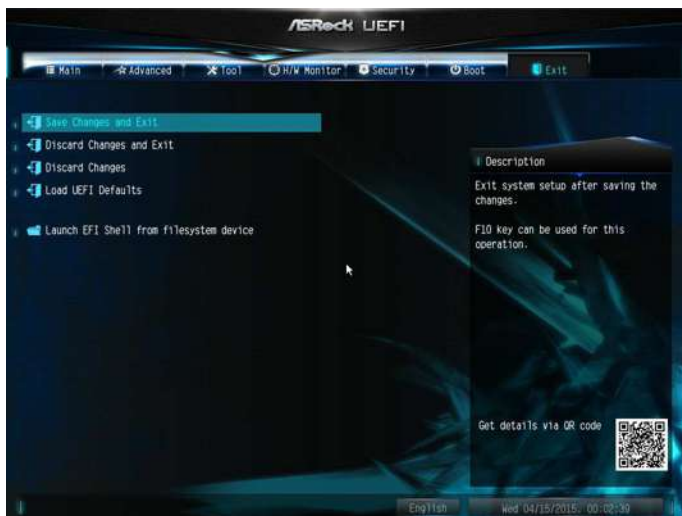 ASRock UEFI
Main Advanced Tool H/W Monitor Security Boot Exit
Save Changes and Exit
Discard Changes and Exit
Discard Changes
Load UEFI Defaults
Launch EFI Shell from filesystem device
Description
Exit system setup after saving the
changes.
F10 key can be used for this
operation.
Get details via QR code
English
Wed 04/15/2015. 00:02:39